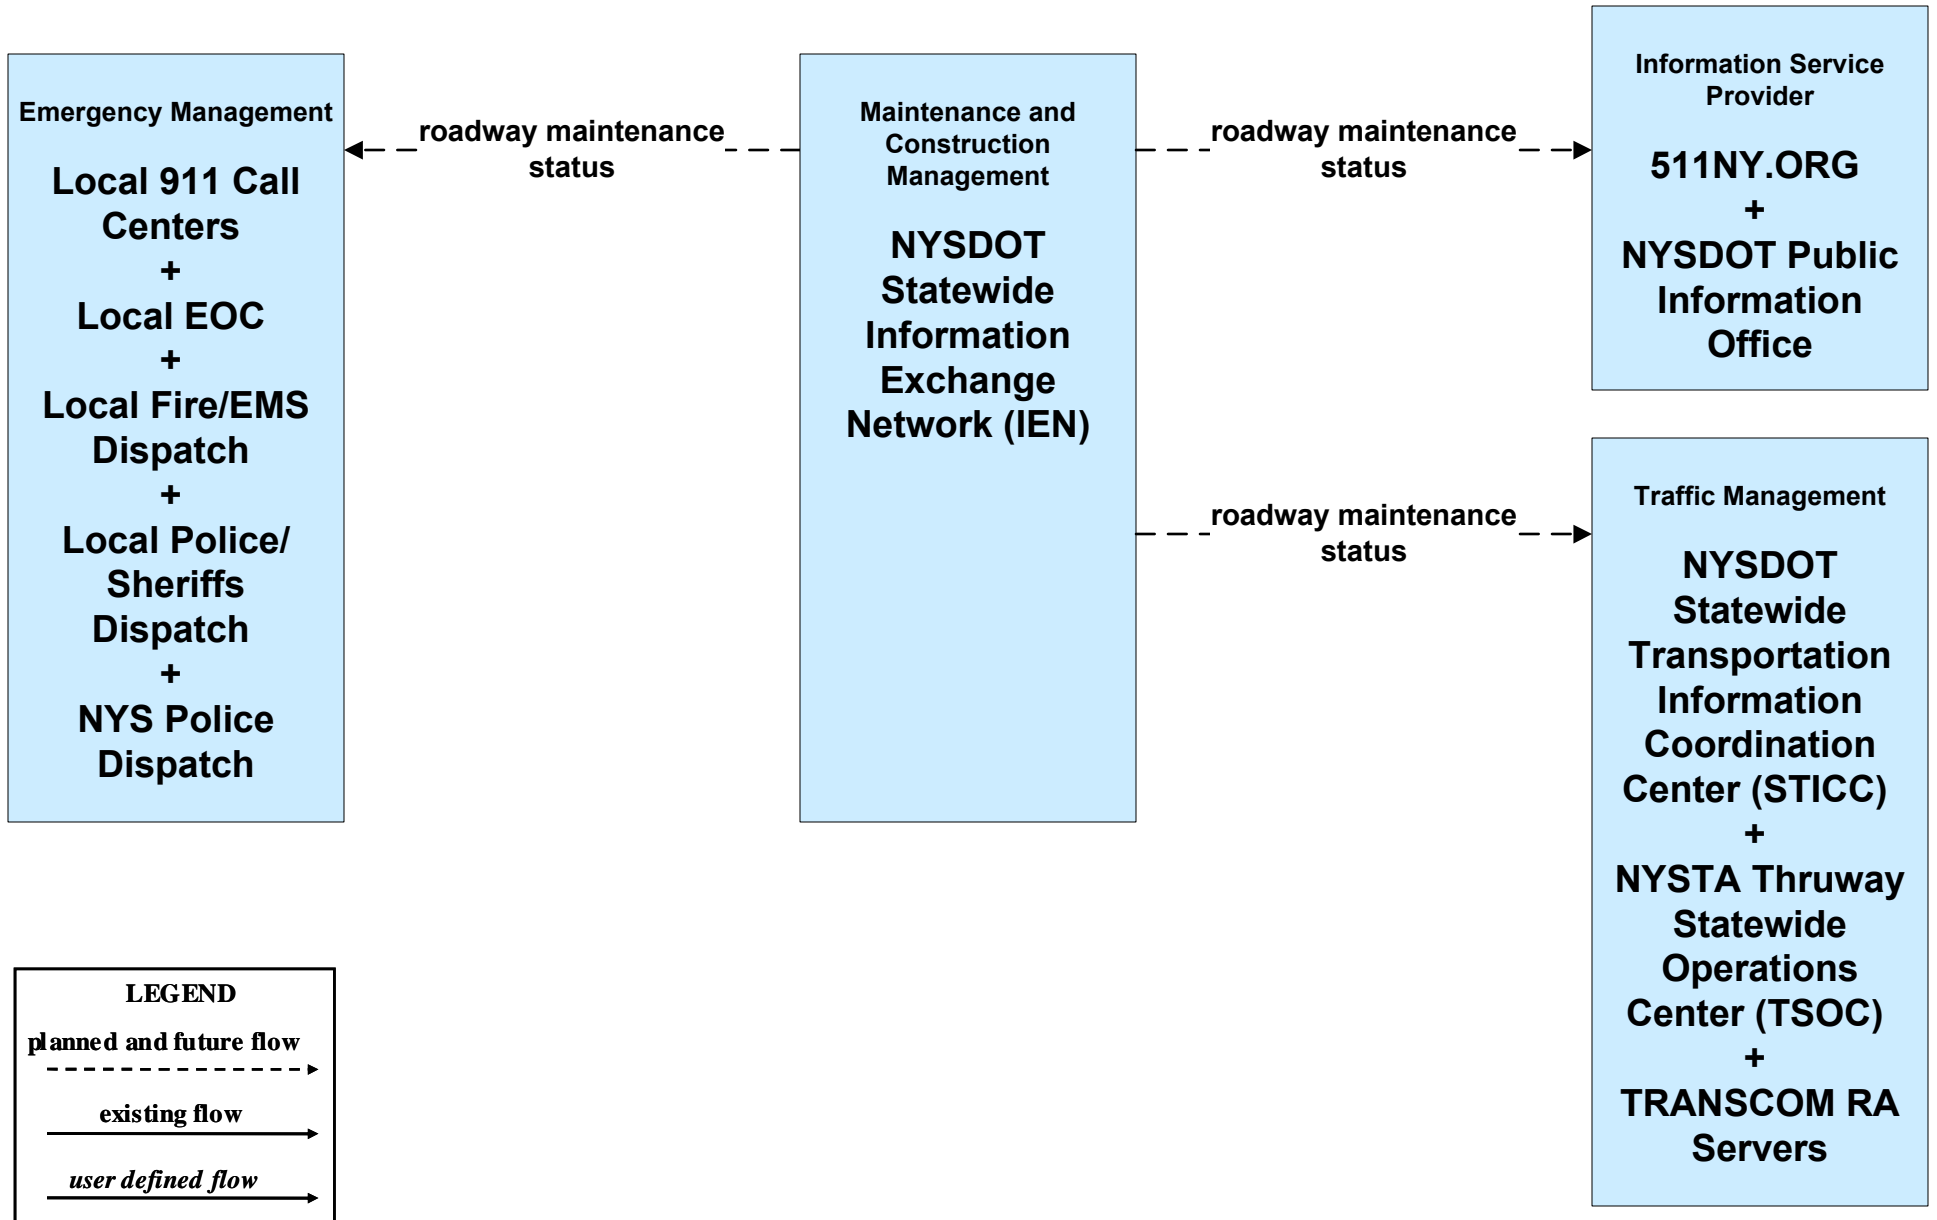 Emergency Management
Local 911 Call
Centers
+
Local EOC
+
Local Fire/EMS
Dispatch
+
Local Police/
Sheriffs
Dispatch
+
NYS Police
Dispatch
roadway maintenance
status
Maintenance and
Construction
Management
NYSDOT
Statewide
Information
Exchange
Network (IEN)
roadway maintenance
status
Information Service
Provider
511NY.ORG
+
NYSDOT Public
Information
Office
roadway maintenance
status
Traffic Management
NYSDOT
Statewide
Transportation
Information
Coordination
Center (STICC)
+
NYSTA Thruway
Statewide
Operations
Center (TSOC)
+
TRANSCOM RA
Servers
LEGEND
planned and future flow
existing flow
user defined flow